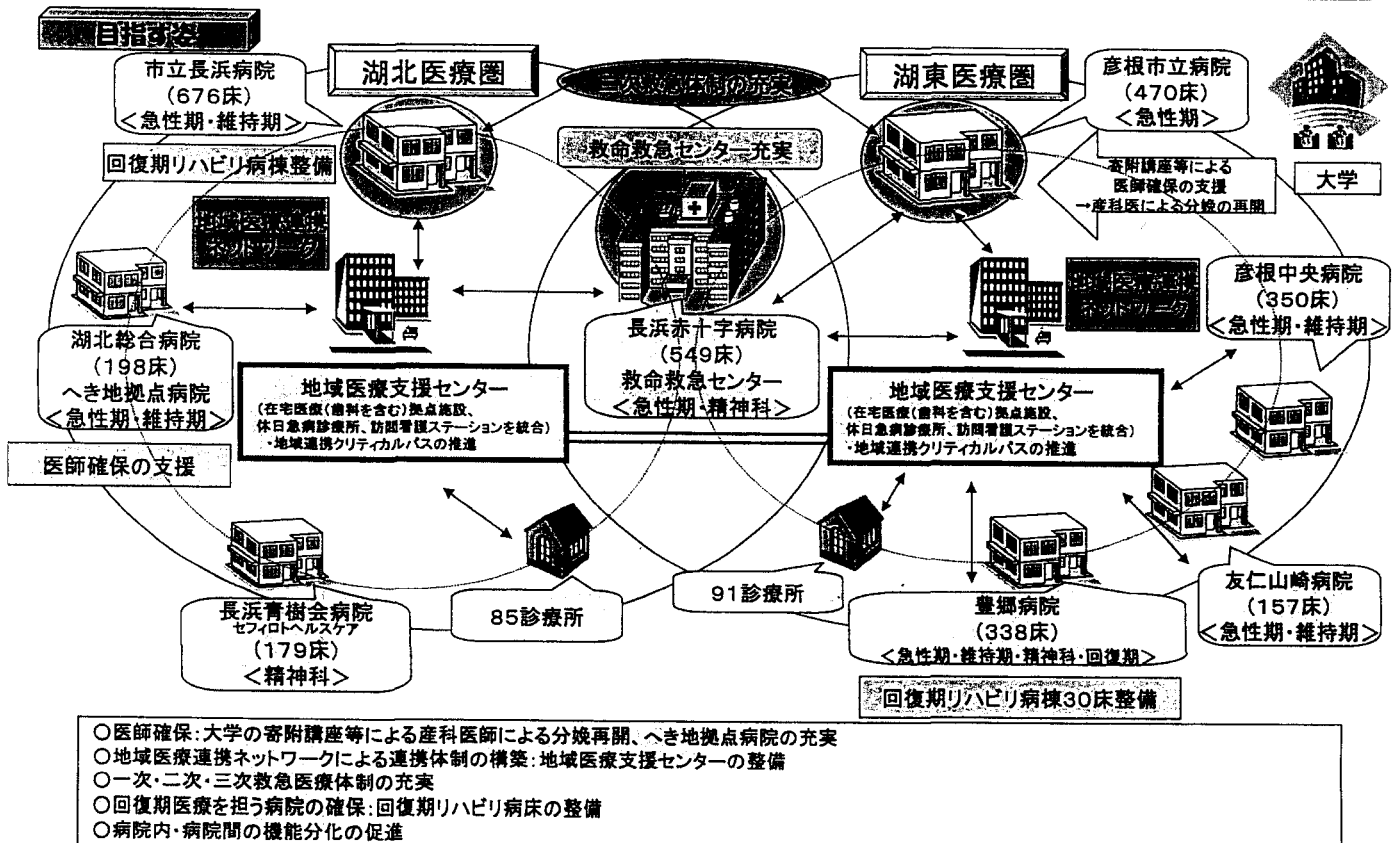 目指す姿
市立長浜病院
(676床)
<急性期・維持期>
湖北医療圏
二次救急体制の充実
湖東医療圏
彦根市立病院
(470床)
<急性期>
回復期リハビリ病棟整備
救命救急センター充実
寄附講座等による
医師確保の支援
→産科医による分娩の再開
大学
地域医療連携
ネットワーク
地域医療連携
ネットワーク
湖北総合病院
(198床)
へき地拠点病院
<急性期・維持期>
長浜赤十字病院
(549床)
救命救急センター
<急性期・精神科>
彦根中央病院
(350床)
<急性期・維持期>
地域医療支援センター
(在宅医療(歯科を含む)拠点施設、
休日急病診療所、訪問看護ステーションを統合)
・地域連携クリティカルパスの推進
地域医療支援センター
(在宅医療(歯科を含む)拠点施設、
休日急病診療所、訪問看護ステーションを統合)
・地域連携クリティカルパスの推進
医師確保の支援
長浜青樹会病院
セフィロトヘルスケア
(179床)
<精神科>
85診療所
91診療所
豊郷病院
(338床)
<急性期・維持期・精神科・回復期>
友仁山崎病院
(157床)
<急性期・維持期>
回復期リハビリ病棟30床整備
○医師確保:大学の寄附講座等による産科医師による分娩再開、へき地拠点病院の充実
○地域医療連携ネットワークによる連携体制の構築:地域医療支援センターの整備
○一次・二次・三次救急医療体制の充実
○回復期医療を担う病院の確保:回復期リハビリ病床の整備
○病院内・病院間の機能分化の促進